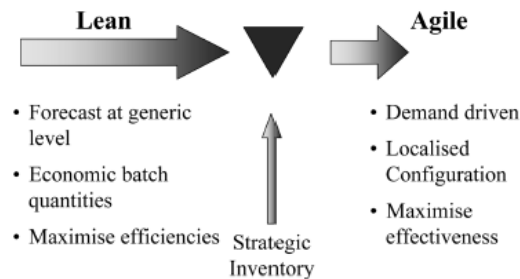 Lean
Agile
• Forecast at generic
level
• Economic batch
quantities
• Maximise efficiencies
Strategic
Inventory
• Demand driven
• Localised
Configuration
• Maximise
effectiveness